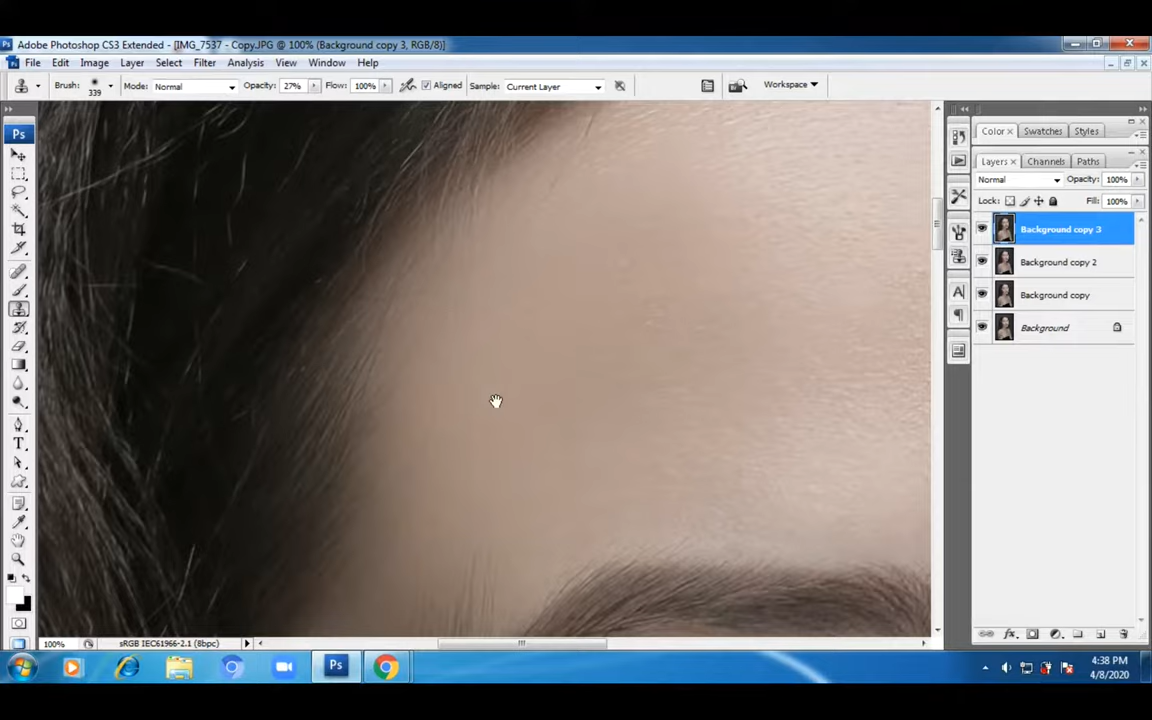 Ps Adobe Photoshop CS3 Extended - [IMG_7537 - Copy.JPG @ 100% (Background copy 3, RGB/8)]
File Edit Image Layer Select Filter Analysis View Window Help
Brush: 339 Mode: Normal Opacity: 27% Flow: 100% Aligned Sample: Current Layer Workspace
Ps
Color Swatches Styles
Layers Channels Paths
Normal Opacity: 100%
Lock: Fill: 100%
Background copy 3
Background copy 2
Background copy
Background
A
T
100% sRGB IEC61966-2.1 (8bpc)
Ps
4:38 PM
4/8/2020